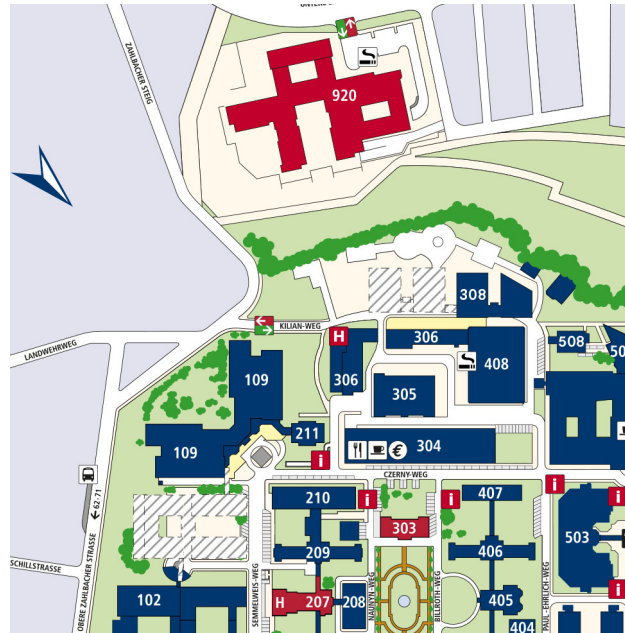 ZAHLBACHER STEIG
920
308
KILIAN-WEG
H
306
508
LANDWEHRWEG
306
408
109
305
211
304
€
109
i
CZERNY-WEG
210
i
i
407
i
i
303
62-71
209
406
503
SCHILLSTRASSE
OBERE ZAHLBACHER STRASSE
SEMMELWEIS-WEG
NAUNYN-WEG
BILLROTH-WEG
PAUL-EHRLICH-WEG
i
102
H
207
208
405
404